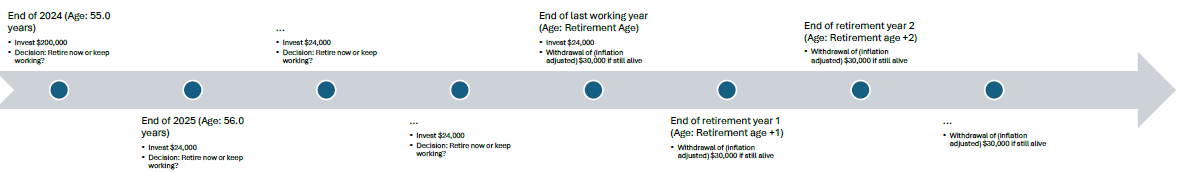 End of 2024 (Age: 55.0
years)
• Invest $200,000
• Decision: Retire now or keep
working?
End of 2025 (Age: 56.0
years)
• Invest $24,000
• Decision: Retire now or keep
working?
...
• Invest $24,000
• Decision: Retire now or keep
working?
...
• Invest $24,000
• Decision: Retire now or keep
working?
End of last working year
(Age: Retirement Age)
• Invest $24,000
• Withdrawal of (inflation
adjusted) $30,000 if still alive
End of retirement year 1
(Age: Retirement age +1)
• Withdrawal of (inflation
adjusted) $30,000 if still alive
End of retirement year 2
(Age: Retirement age +2)
• Withdrawal of (inflation
adjusted) $30,000 if still alive
...
• Withdrawal of (inflation
adjusted) $30,000 if still alive